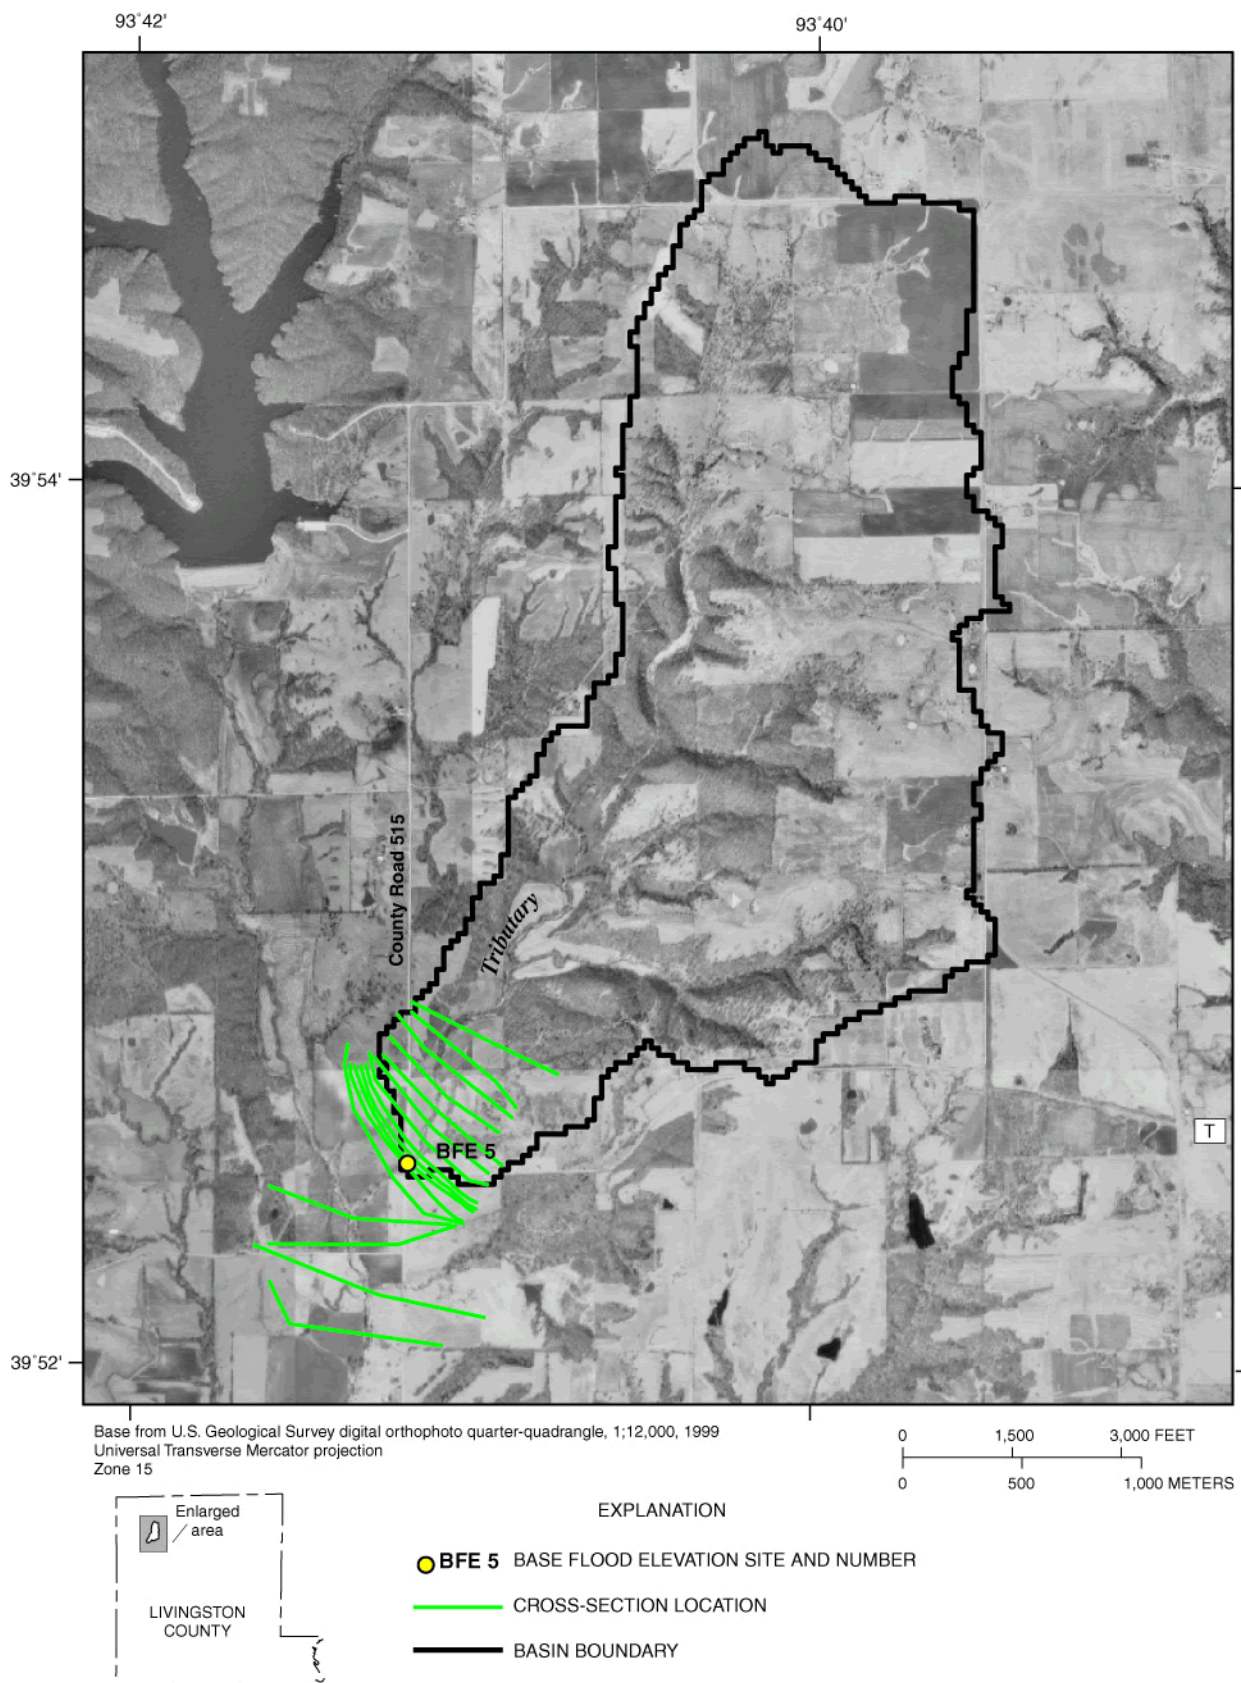 93°42'
93°40'
39°54'
County Road 515
Tributary
BFE 5
T
39°52'
Base from U.S. Geological Survey digital orthophoto quarter-quadrangle, 1;12,000, 1999
Universal Transverse Mercator projection
Zone 15
0 1,500 3,000 FEET
0 500 1,000 METERS
Enlarged
area
LIVINGSTON
COUNTY
EXPLANATION
BFE 5 BASE FLOOD ELEVATION SITE AND NUMBER
CROSS-SECTION LOCATION
BASIN BOUNDARY